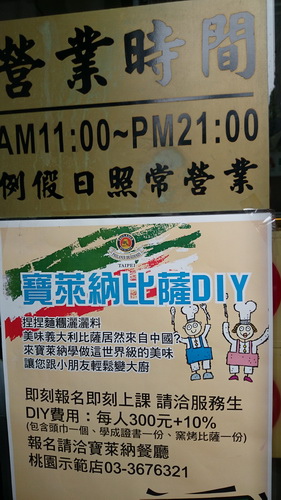 營業時間
AM11:00~PM21:00
例假日照常營業
TAIPEI
寶萊納比薩DIY
捏捏麵糰灑灑料
美味義大利比薩居然來自中國?
來寶萊納學做這世界級的美味
讓您跟小朋友輕鬆變大廚
即刻報名即刻上課 請洽服務生
DIY費用：每人300元+10%
(包含頭巾一個、學成證書一份、窯烤比薩一份)
報名請洽寶萊納餐廳
桃園示範店03-3676321